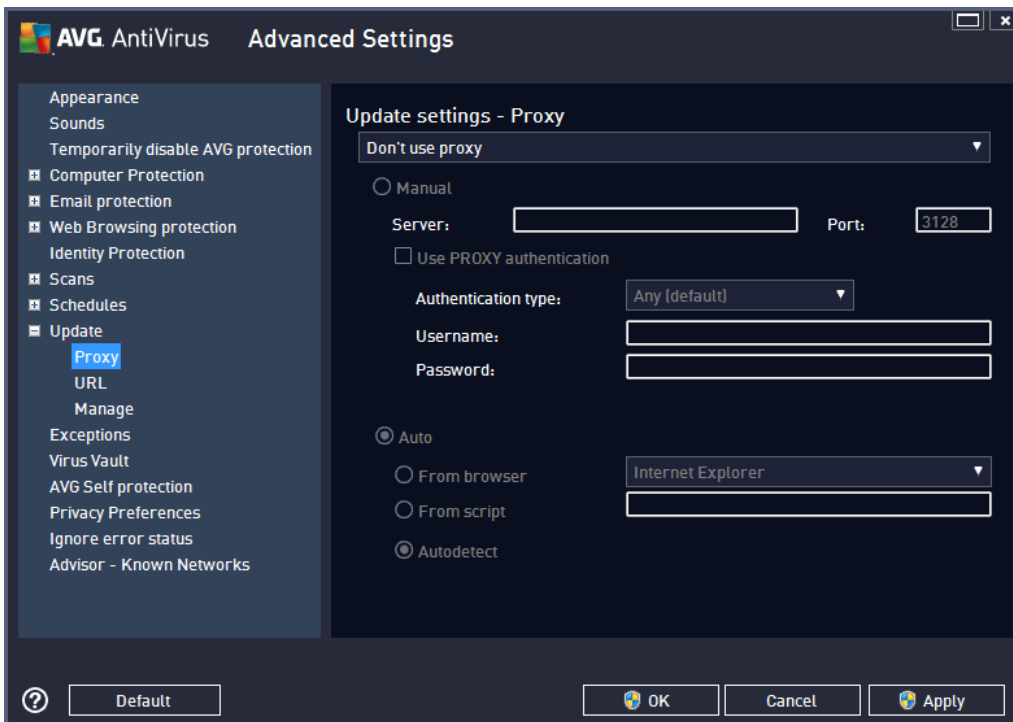 AVG AntiVirus Advanced Settings
Appearance
Sounds
Temporarily disable AVG protection
Computer Protection
Email protection
Web Browsing protection
Identity Protection
Scans
Schedules
Update
Proxy
URL
Manage
Exceptions
Virus Vault
AVG Self protection
Privacy Preferences
Ignore error status
Advisor - Known Networks
Update settings - Proxy
Don't use proxy
Manual
Server: Port: 3128
Use PROXY authentication
Authentication type: Any (default)
Username:
Password:
Auto
From browser Internet Explorer
From script
Autodetect
? Default OK Cancel Apply